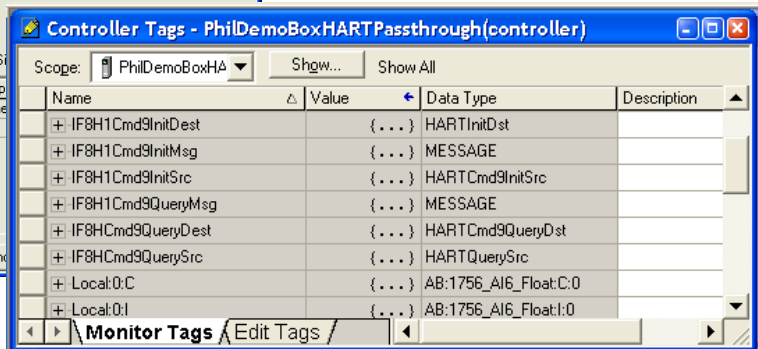 Controller Tags - PhilDemoBoxHARTPassthrough(controller)
Scope: PhilDemoBoxHA Show... Show All
Name Value Data Type Description
IF8H1Cmd9InitDest {...} HARTInitDst
IF8H1Cmd9InitMsg {...} MESSAGE
IF8H1Cmd9InitSrc {...} HARTCmd9InitSrc
IF8H1Cmd9QueryMsg {...} MESSAGE
IF8HCmd9QueryDest {...} HARTCmd9QueryDst
IF8HCmd9QuerySrc {...} HARTQuerySrc
Local:0:C {...} AB:1756_AI6_Float:C:0
Local:0:I {...} AB:1756_AI6_Float:I:0
Monitor Tags Edit Tags